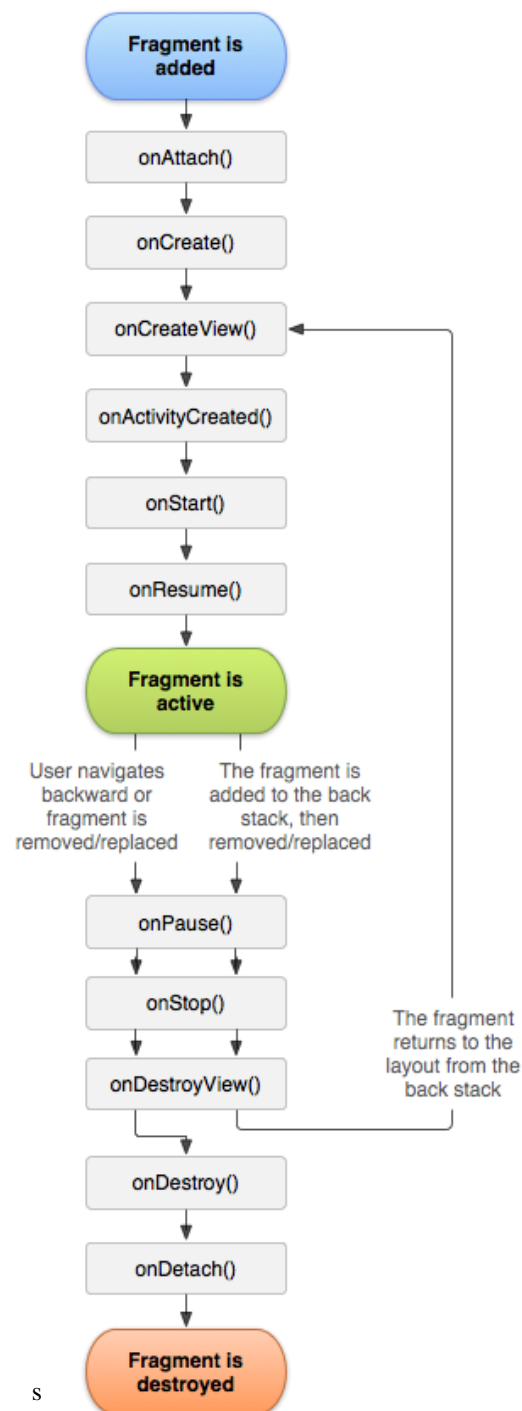 Fragment is
added
onAttach()
onCreate()
onCreateView()
onActivityCreated()
onStart()
onResume()
Fragment is
active
User navigates
backward or
fragment is
removed/replaced
The fragment is
added to the back
stack, then
removed/replaced
onPause()
onStop()
The fragment
returns to the
layout from the
back stack
onDestroyView()
onDestroy()
onDetach()
Fragment is
destroyed
s